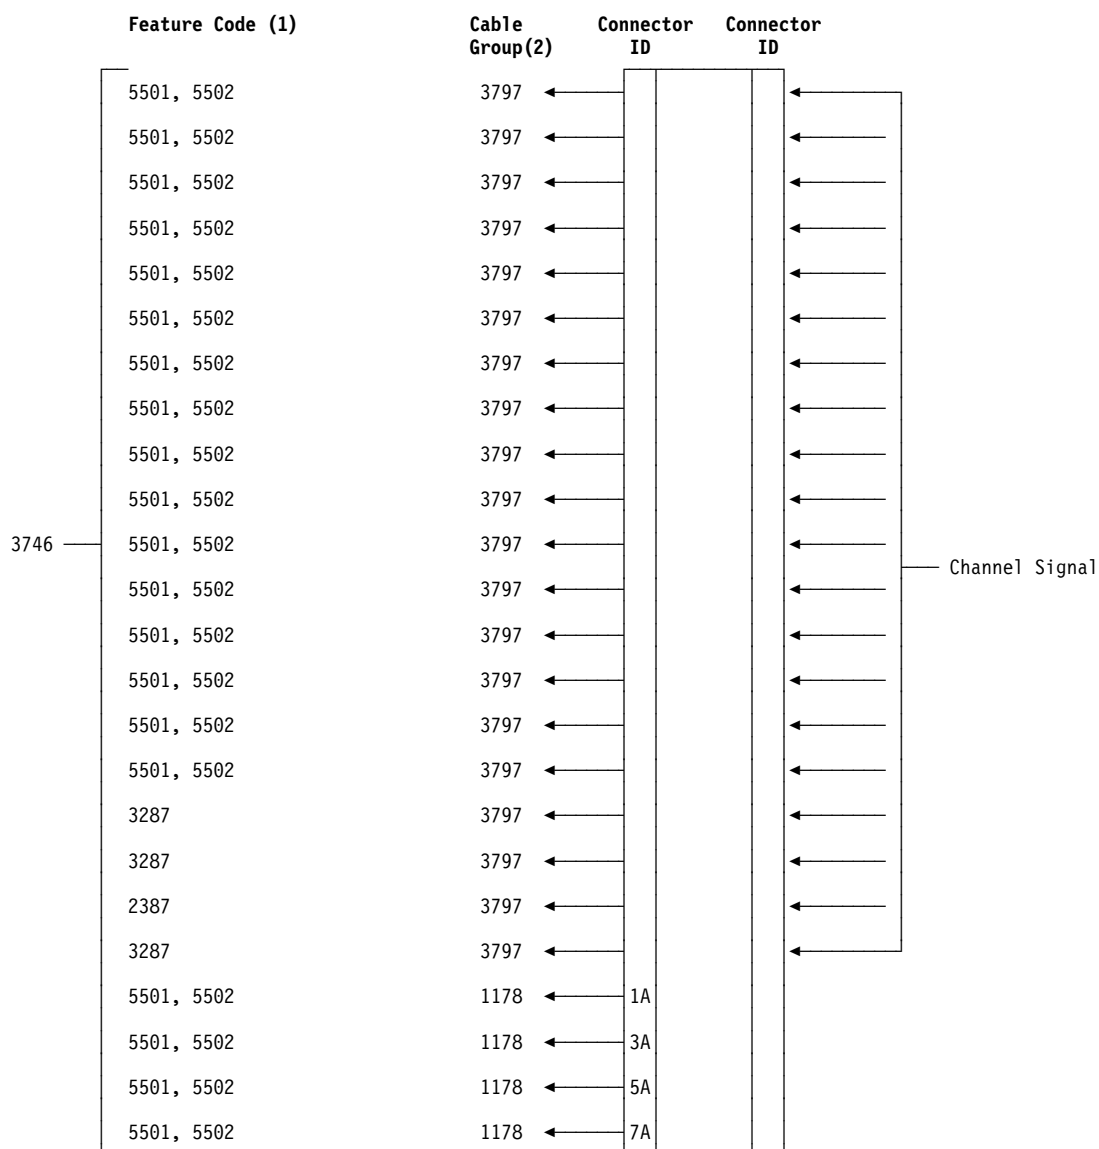 Feature Code (1) Cable Connector Connector
Group(2) ID ID
5501, 5502 3797
5501, 5502 3797
5501, 5502 3797
5501, 5502 3797
5501, 5502 3797
5501, 5502 3797
5501, 5502 3797
5501, 5502 3797
5501, 5502 3797
5501, 5502 3797
3746 5501, 5502 3797
Channel Signal
5501, 5502 3797
5501, 5502 3797
5501, 5502 3797
5501, 5502 3797
5501, 5502 3797
3287 3797
3287 3797
2387 3797
3287 3797
5501, 5502 1178 1A
5501, 5502 1178 3A
5501, 5502 1178 5A
5501, 5502 1178 7A